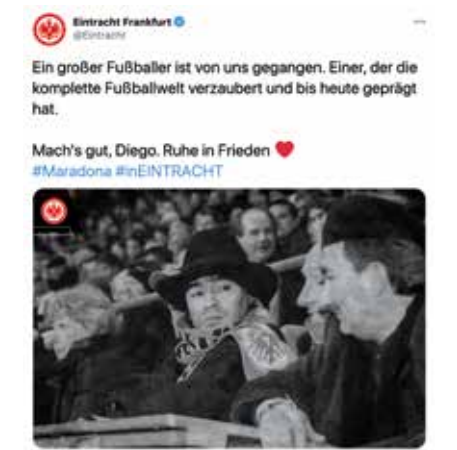 Eintracht Frankfurt
@Eintracht
Ein großer Fußballer ist von uns gegangen. Einer, der die
komplette Fußballwelt verzaubert und bis heute geprägt
hat.
Mach's gut, Diego. Ruhe in Frieden ❤
#Maradona #inEINTRACHT